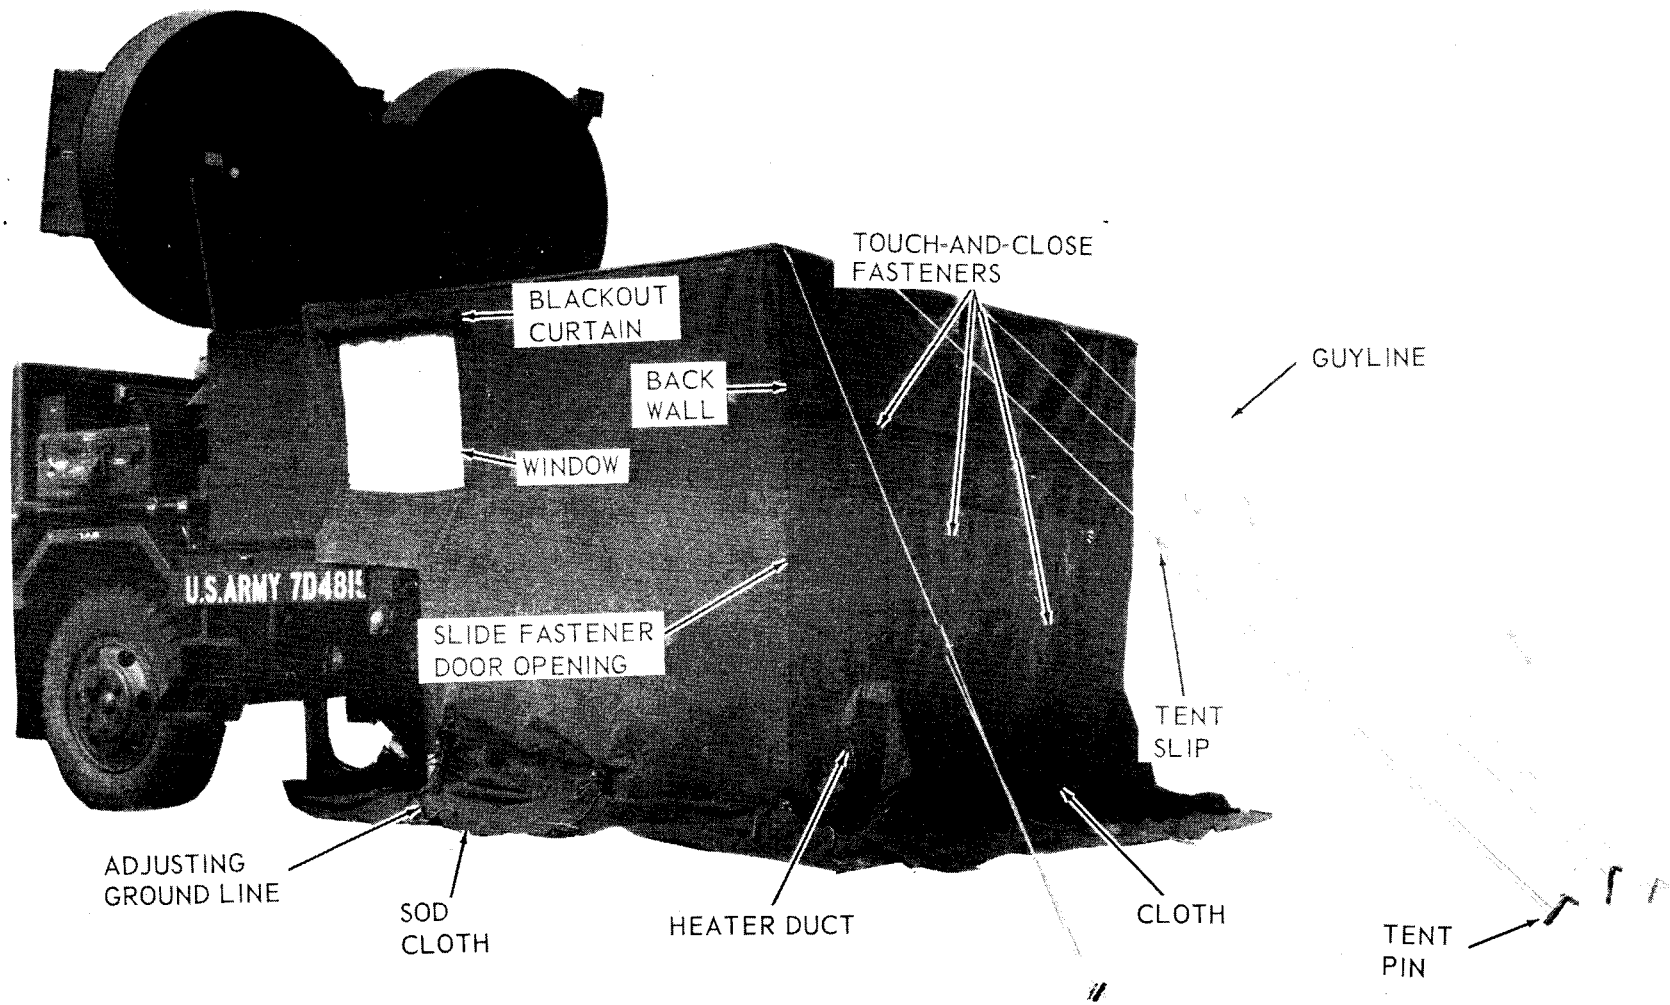 TOUCH-AND-CLOSE
FASTENERS
BLACKOUT
CURTAIN
GUYLINE
BACK
WALL
WINDOW
U.S.ARMY 7D4815
SLIDE FASTENER
DOOR OPENING
TENT
SLIP
ADJUSTING
GROUND LINE
SOD
CLOTH
HEATER DUCT
CLOTH
TENT
PIN